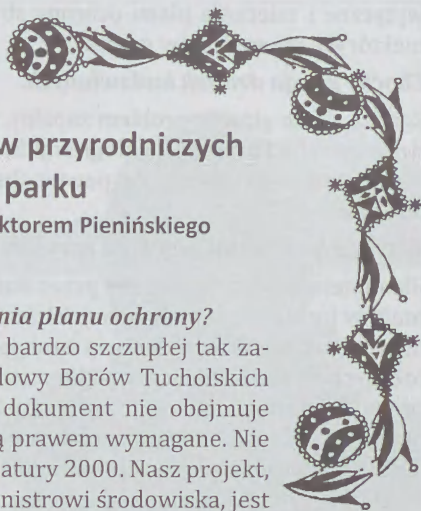 w przyrodniczych
parku
ktorem Pienińskiego
nia planu ochrony?
bardzo szczupłej tak za-
dowy Borów Tucholskich
dokument nie obejmuje
ą prawem wymagane. Nie
atury 2000. Nasz projekt,
nistrowi środowiska, jest